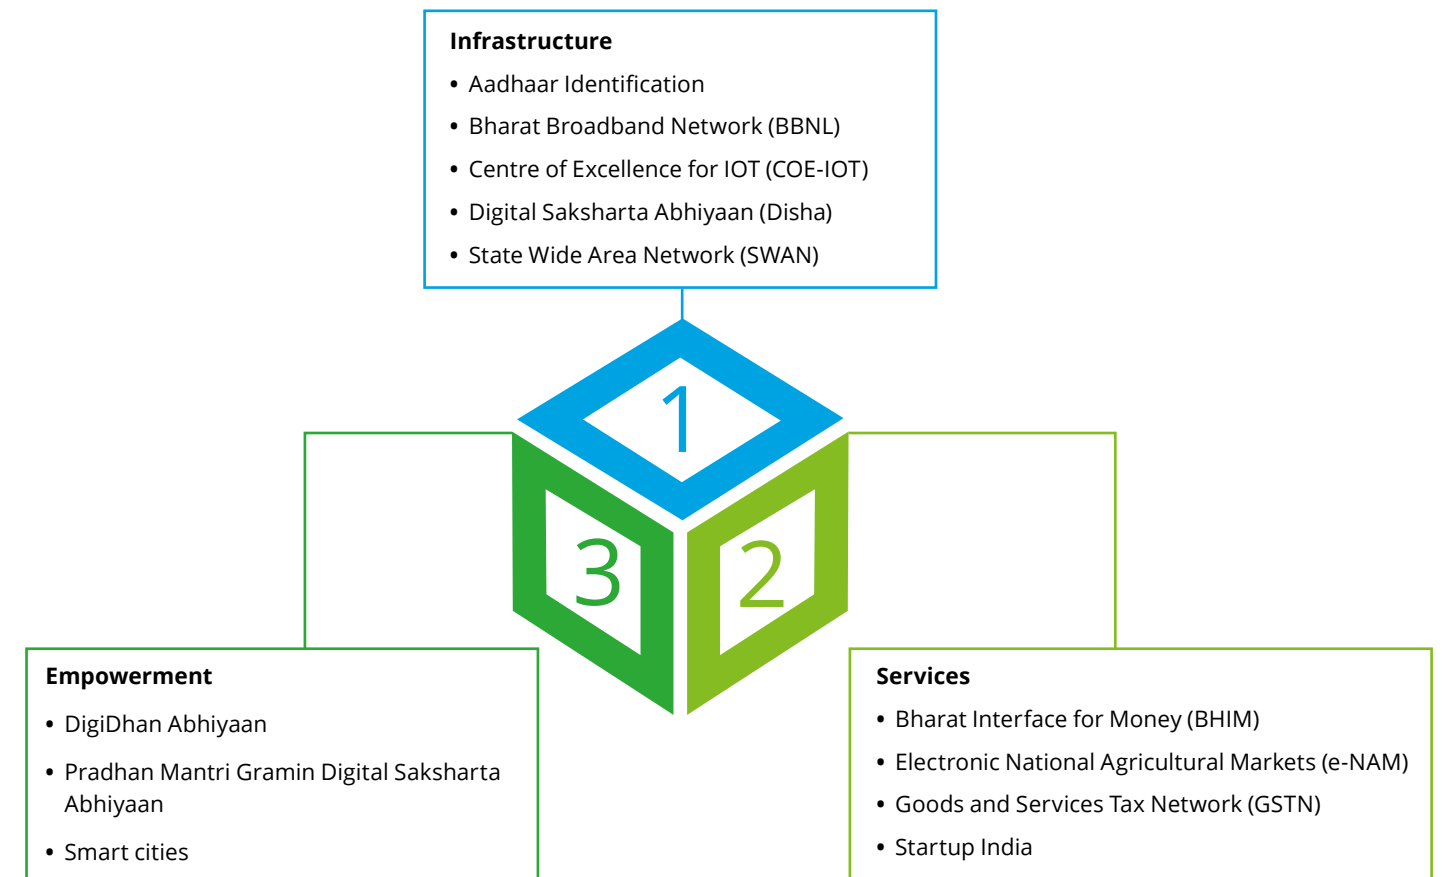 Infrastructure
• Aadhaar Identification
• Bharat Broadband Network (BBNL)
• Centre of Excellence for IOT (COE-IOT)
• Digital Saksharta Abhiyaan (Disha)
• State Wide Area Network (SWAN)
1
3
2
Empowerment
• DigiDhan Abhiyaan
• Pradhan Mantri Gramin Digital Saksharta
Abhiyaan
• Smart cities
Services
• Bharat Interface for Money (BHIM)
• Electronic National Agricultural Markets (e-NAM)
• Goods and Services Tax Network (GSTN)
• Startup India